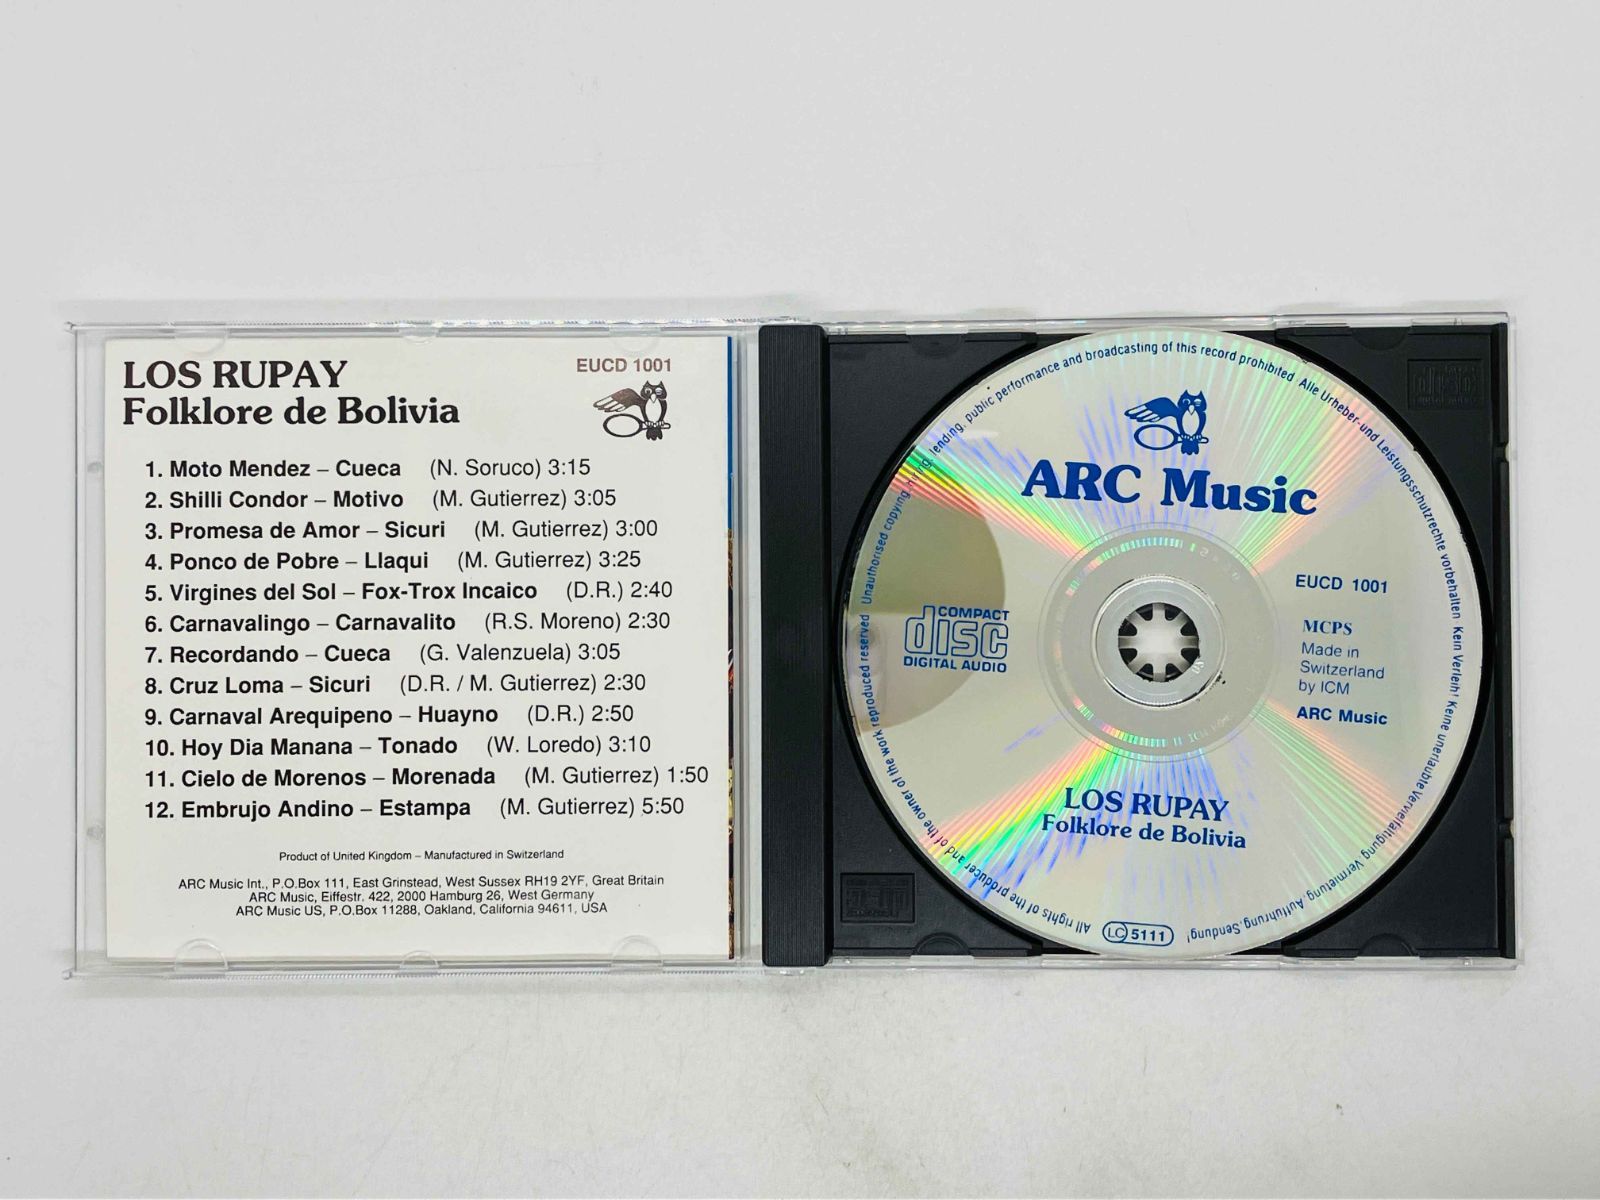 LOS RUPAY
Folklore de Bolivia
EUCD 1001
1. Moto Mendez – Cueca (N. Soruco) 3:15
2. Shilli Condor – Motivo (M. Gutierrez) 3:05
3. Promesa de Amor – Sicuri (M. Gutierrez) 3:00
4. Ponco de Pobre – Llaqui (M. Gutierrez) 3:25
5. Virgines del Sol – Fox-Trox Incaico (D.R.) 2:40
6. Carnavalingo – Carnavalito (R.S. Moreno) 2:30
7. Recordando – Cueca (G. Valenzuela) 3:05
8. Cruz Loma – Sicuri (D.R. / M. Gutierrez) 2:30
9. Carnaval Arequipeno – Huayno (D.R.) 2:50
10. Hoy Dia Manana – Tonado (W. Loredo) 3:10
11. Cielo de Morenos – Morenada (M. Gutierrez) 1:50
12. Embrujo Andino – Estampa (M. Gutierrez) 5:50
Product of United Kingdom – Manufactured in Switzerland
ARC Music Int., P.O.Box 111, East Grinstead, West Sussex RH19 2YF, Great Britain
ARC Music, Eiffestr. 422, 2000 Hamburg 26, West Germany
ARC Music US, P.O.Box 11288, Oakland, California 94611, USA
ARC Music
EUCD 1001
MCPS
Made in
Switzerland
by ICM
ARC Music
COMPACT
disc
DIGITAL AUDIO
LOS RUPAY
Folklore de Bolivia
All rights of the producer and of the owner of the work reproduced reserved Unauthorised copying, hiring, lending, public performance and broadcasting of this record prohibited Alle Urheber-und Leistungsschutzrechte vorbehalten Kein Verleih! Keine unerlaubte Vervielfältigung, Vermietung, Aufführung, Sendung!
LC 5111
disc